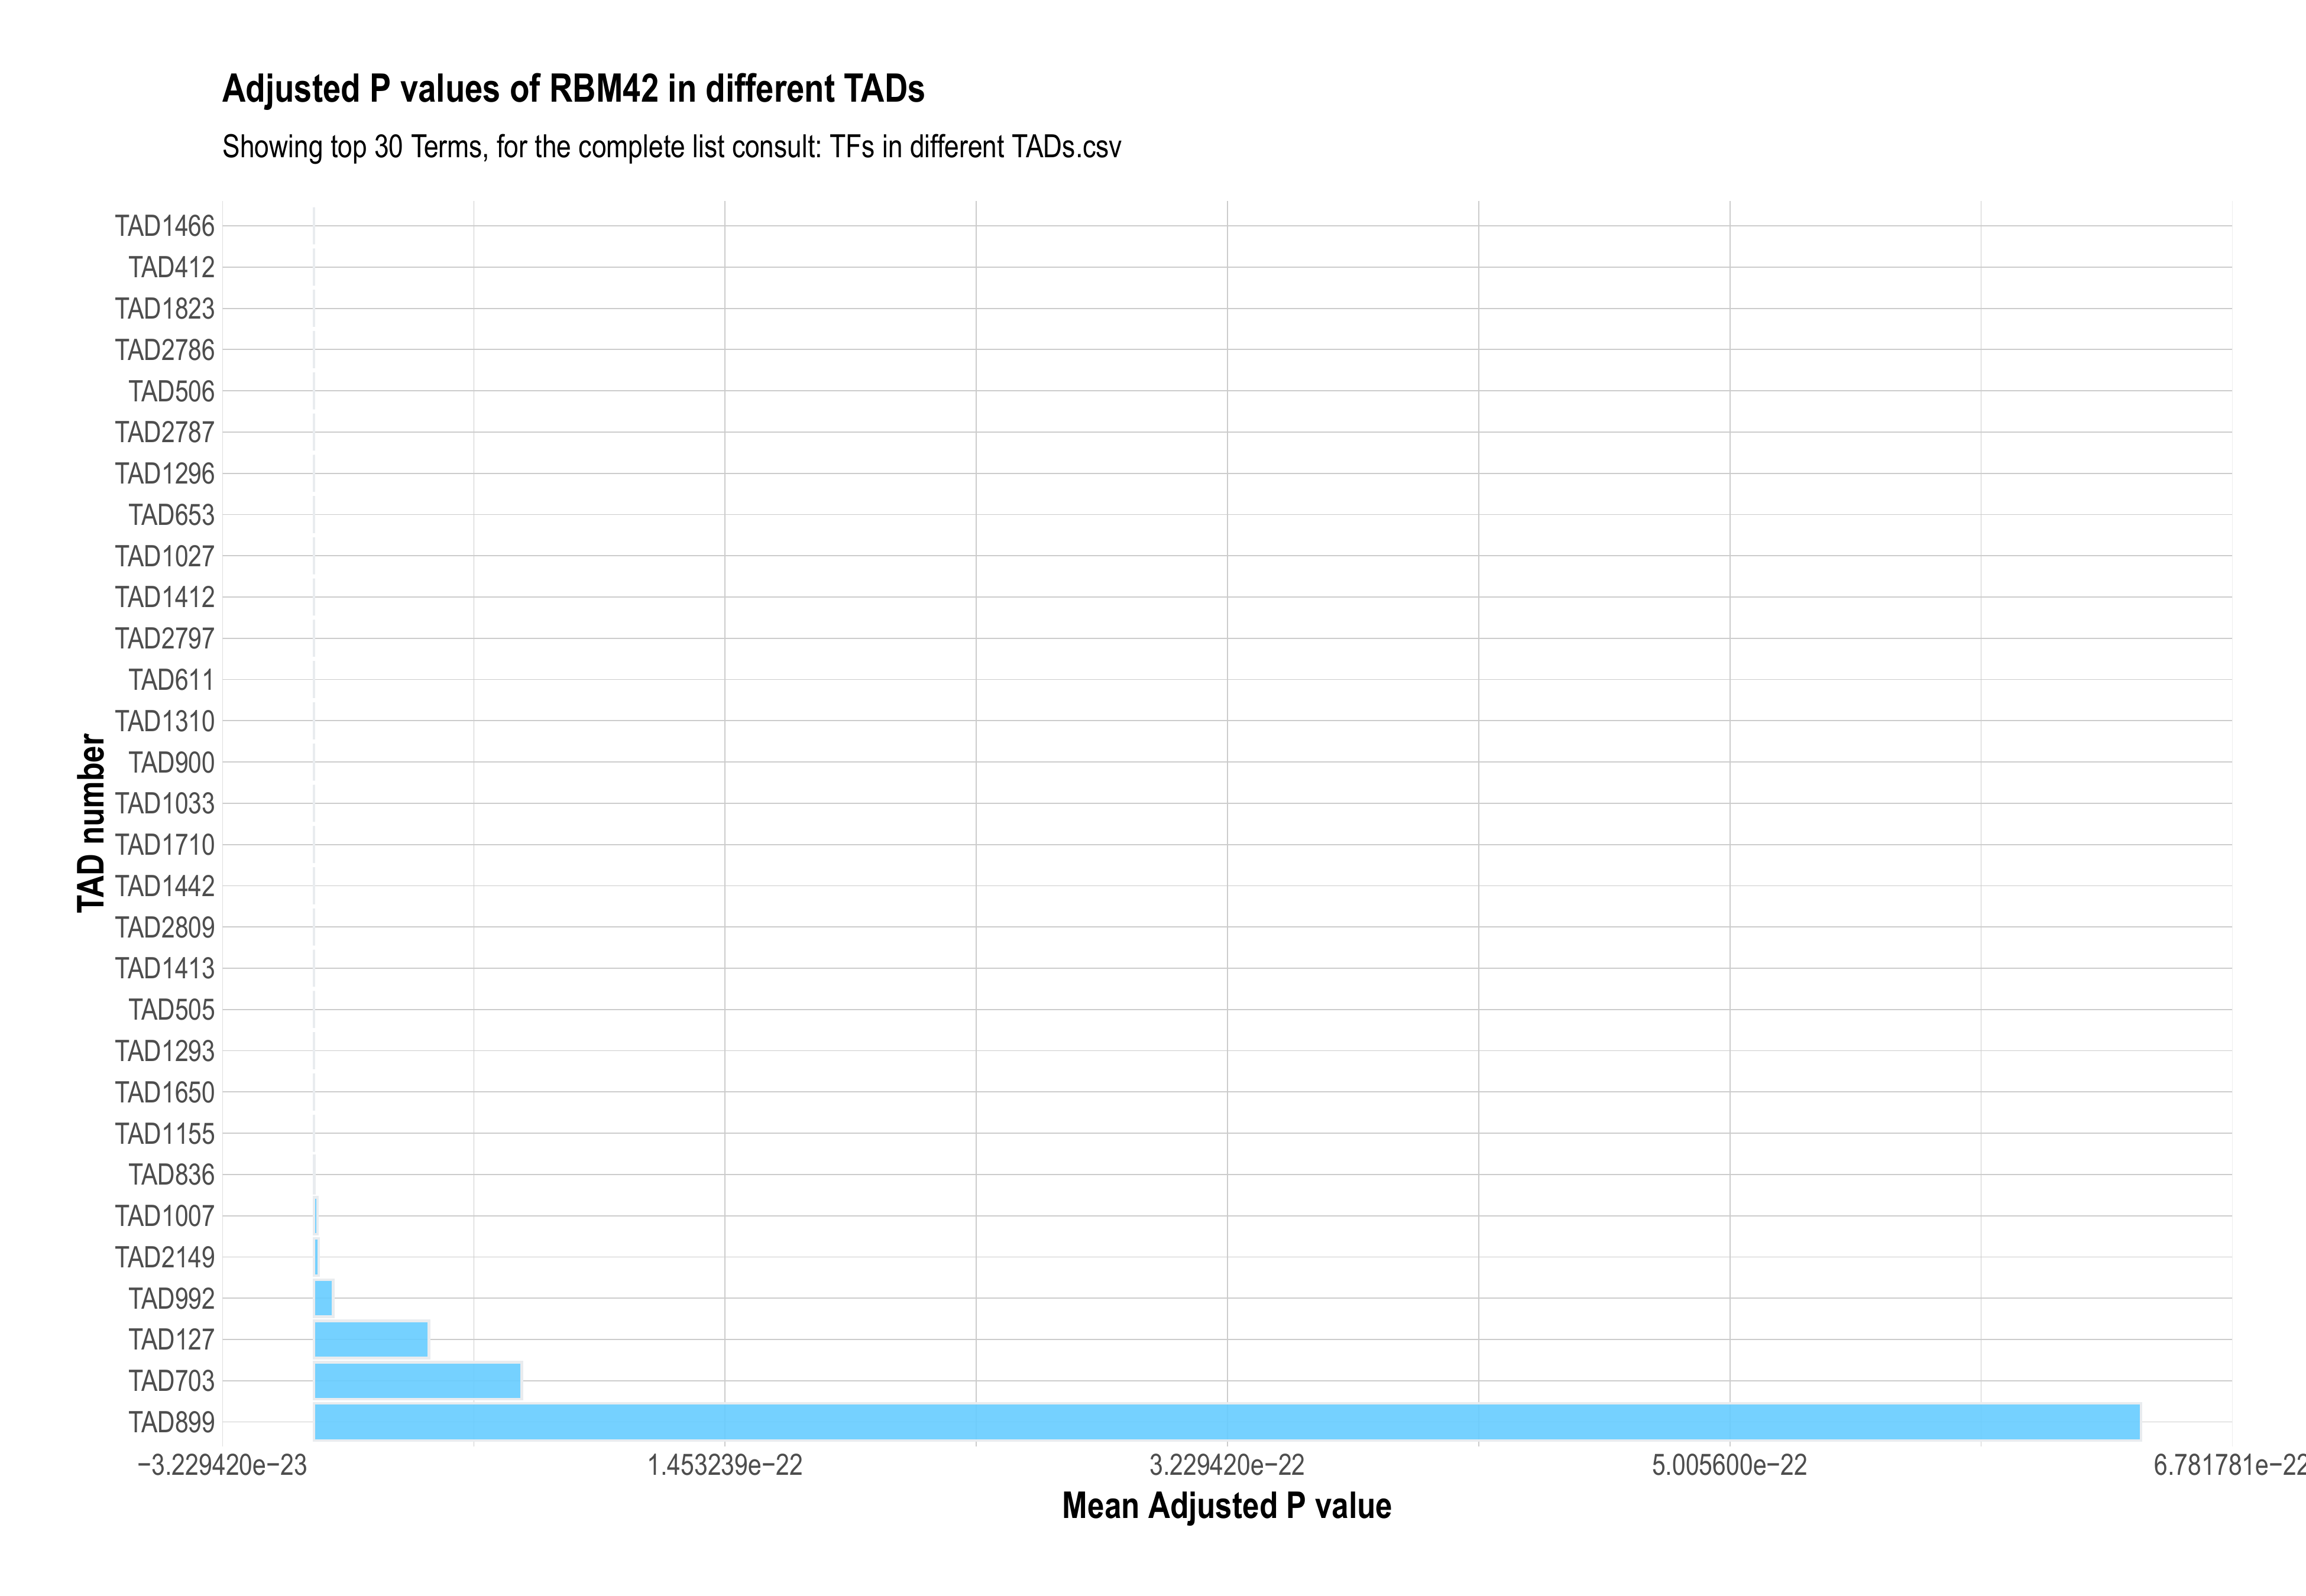 Adjusted P values of RBM42 in different TADs
Showing top 30 Terms, for the complete list consult: TFs in different TADs.csv
TAD number
TAD1466
TAD412
TAD1823
TAD2786
TAD506
TAD2787
TAD1296
TAD653
TAD1027
TAD1412
TAD2797
TAD611
TAD1310
TAD900
TAD1033
TAD1710
TAD1442
TAD2809
TAD1413
TAD505
TAD1293
TAD1650
TAD1155
TAD836
TAD1007
TAD2149
TAD992
TAD127
TAD703
TAD899
−3.229420e−23 1.453239e−22 3.229420e−22 5.005600e−22 6.781781e−22
Mean Adjusted P value